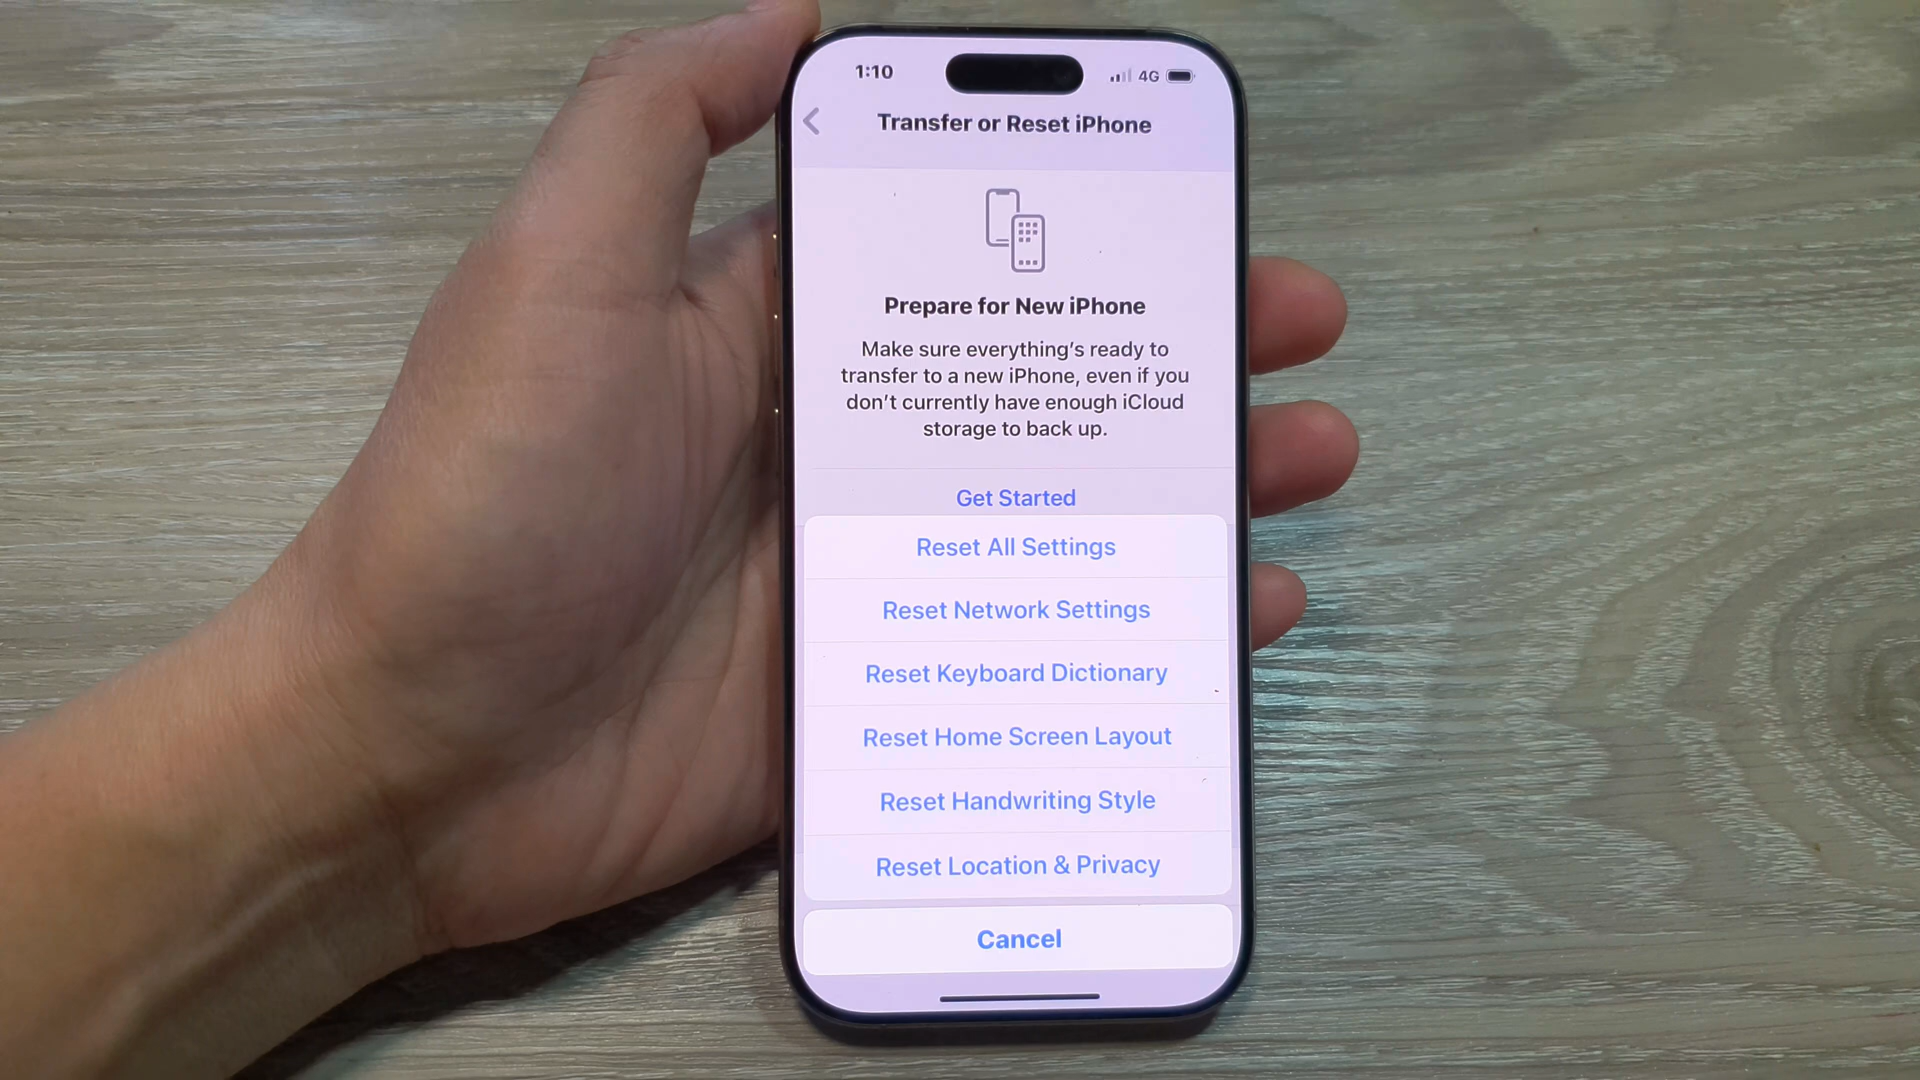 1:10
4G
Transfer or Reset iPhone
Prepare for New iPhone
Make sure everything's ready to
transfer to a new iPhone, even if you
don't currently have enough iCloud
storage to back up.
Get Started
Reset All Settings
Reset Network Settings
Reset Keyboard Dictionary
Reset Home Screen Layout
Reset Handwriting Style
Reset Location & Privacy
Cancel